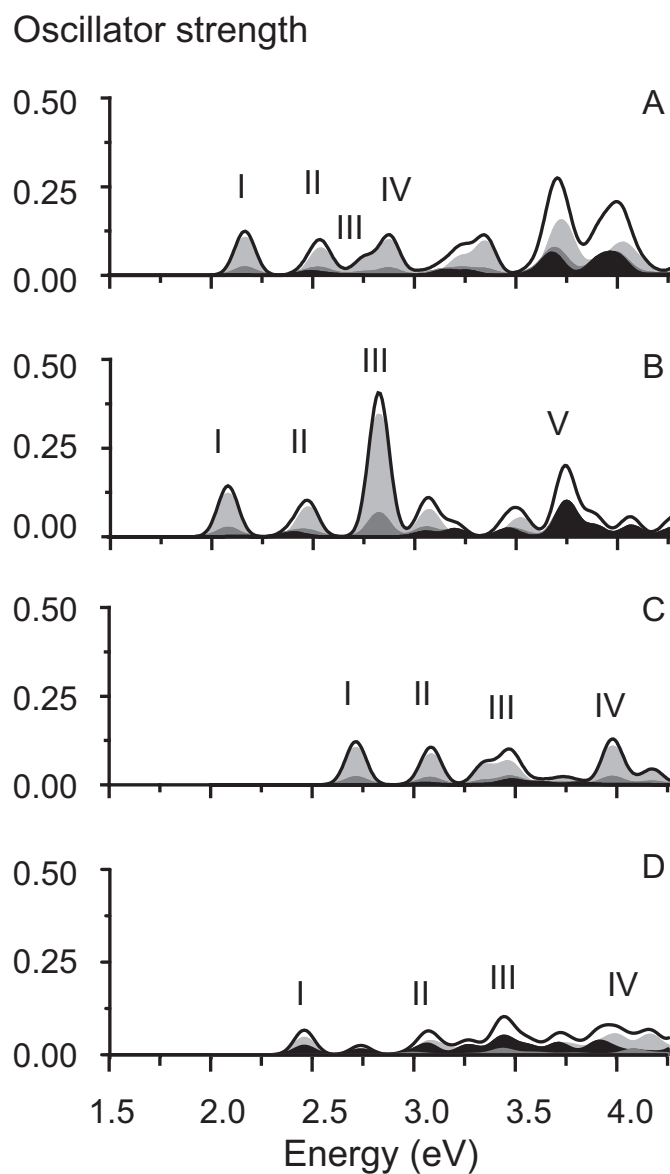 Oscillator strength
0.50
A
I
II
III
IV
0.25
0.00
0.50
III
B
I
II
V
0.25
0.00
0.50
C
I
II
III
IV
0.25
0.00
0.50
D
I
II
III
IV
0.25
0.00
1.5 2.0 2.5 3.0 3.5 4.0
Energy (eV)